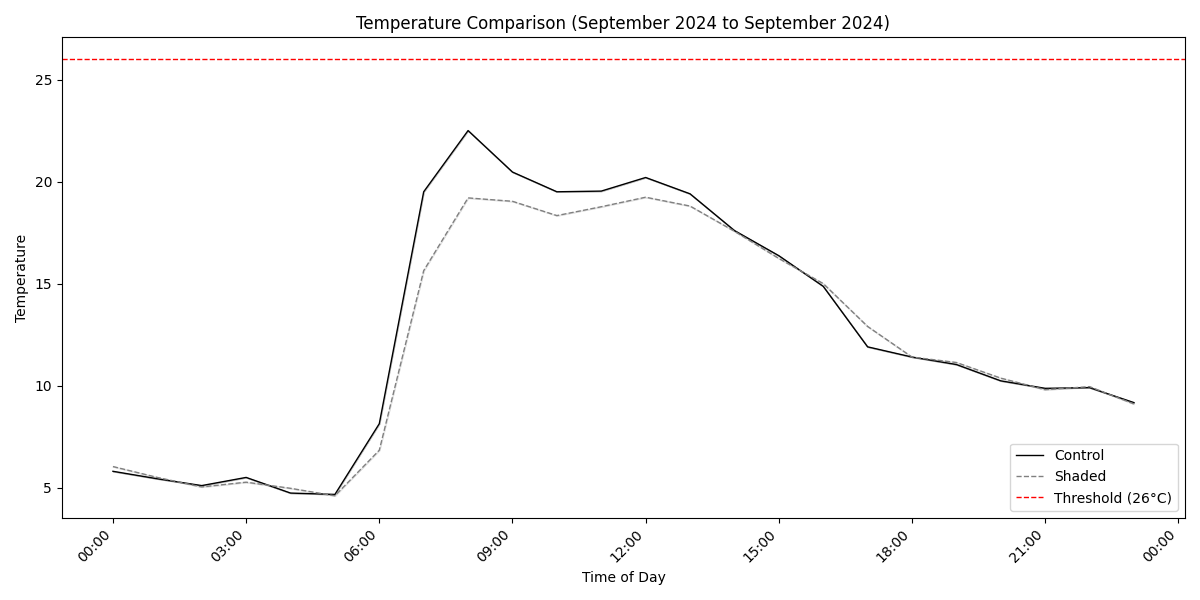 Temperature Comparison (September 2024 to September 2024)
Temperature
25
20
15
10
5
Control
Shaded
Threshold (26°C)
00:00
03:00
06:00
09:00
12:00
15:00
18:00
21:00
00:00
Time of Day